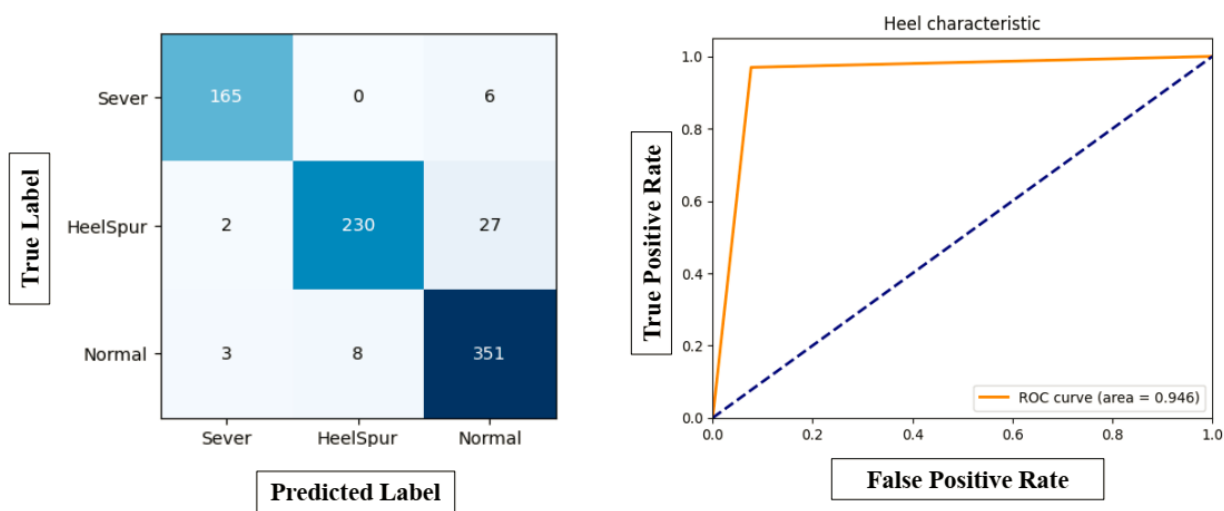 True Label
Sever
HeelSpur
Normal
165 0 6
2 230 27
3 8 351
Sever HeelSpur Normal
Predicted Label
Heel characteristic
True Positive Rate
1.0
0.8
0.6
0.4
0.2
0.0
ROC curve (area = 0.946)
0.0 0.2 0.4 0.6 0.8 1.0
False Positive Rate